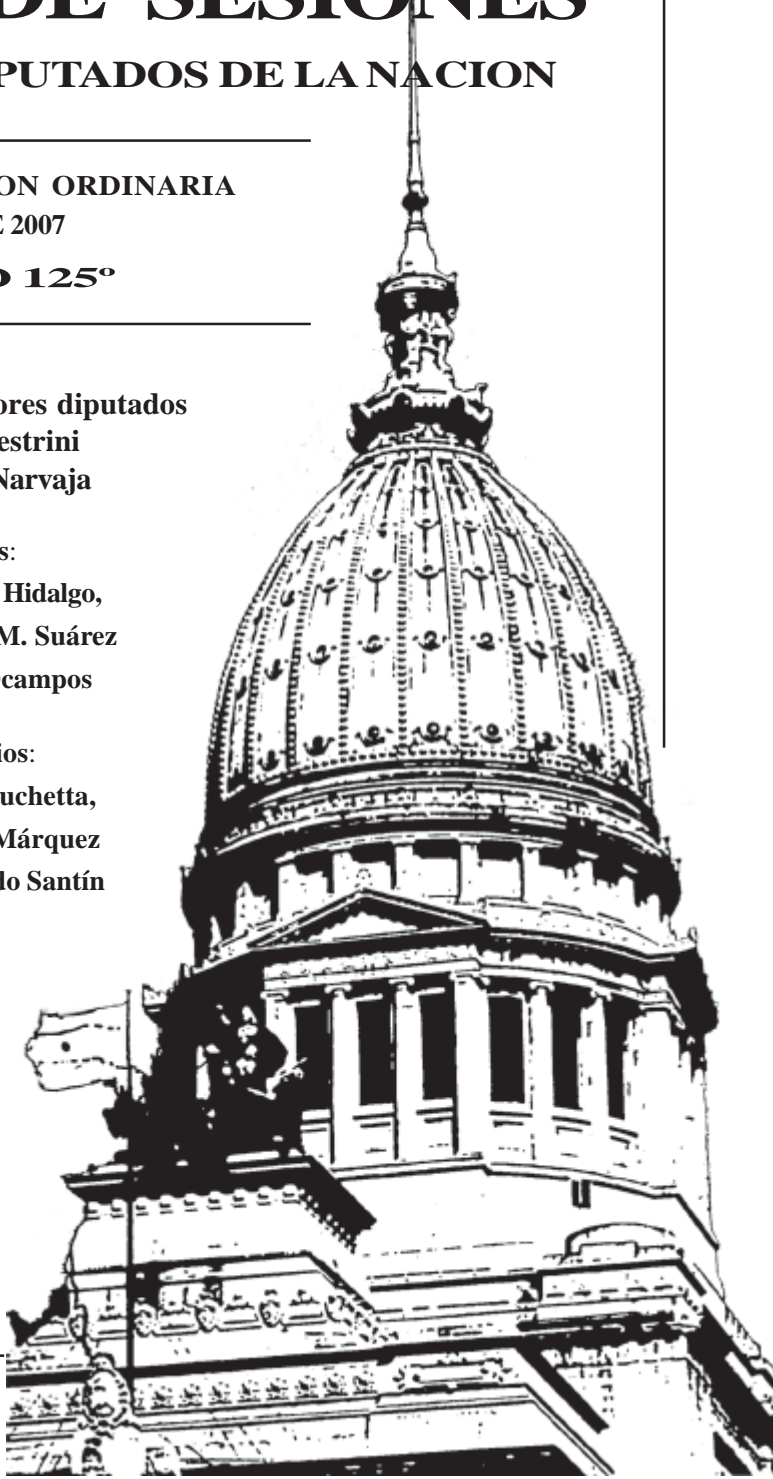 DE SESIONES
PUTADOS DE LA NACION
ON ORDINARIA
E 2007
O 125º
ores diputados
estrini
Narvaja
s:
Hidalgo,
M. Suárez
campos
ios:
uchetta,
Márquez
do Santín